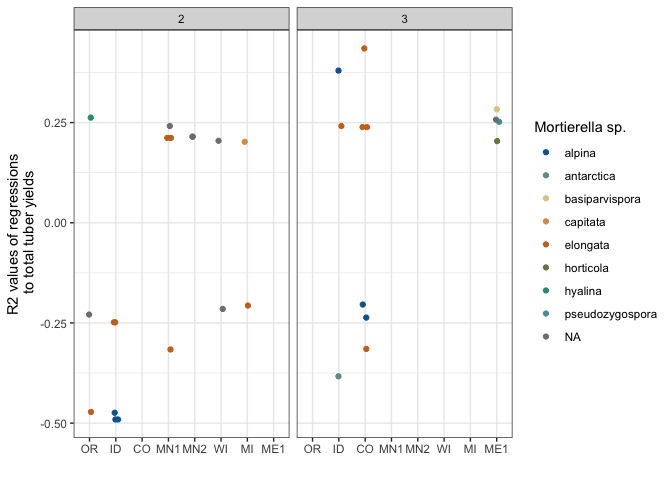 2
3
0.25
0.00
-0.25
-0.50
R2 values of regressions
to total tuber yields
OR ID CO MN1 MN2 WI MI ME1
OR ID CO MN1 MN2 WI MI ME1
Mortierella sp.
alpina
antarctica
basiparvispora
capitata
elongata
horticola
hyalina
pseudozygospora
NA